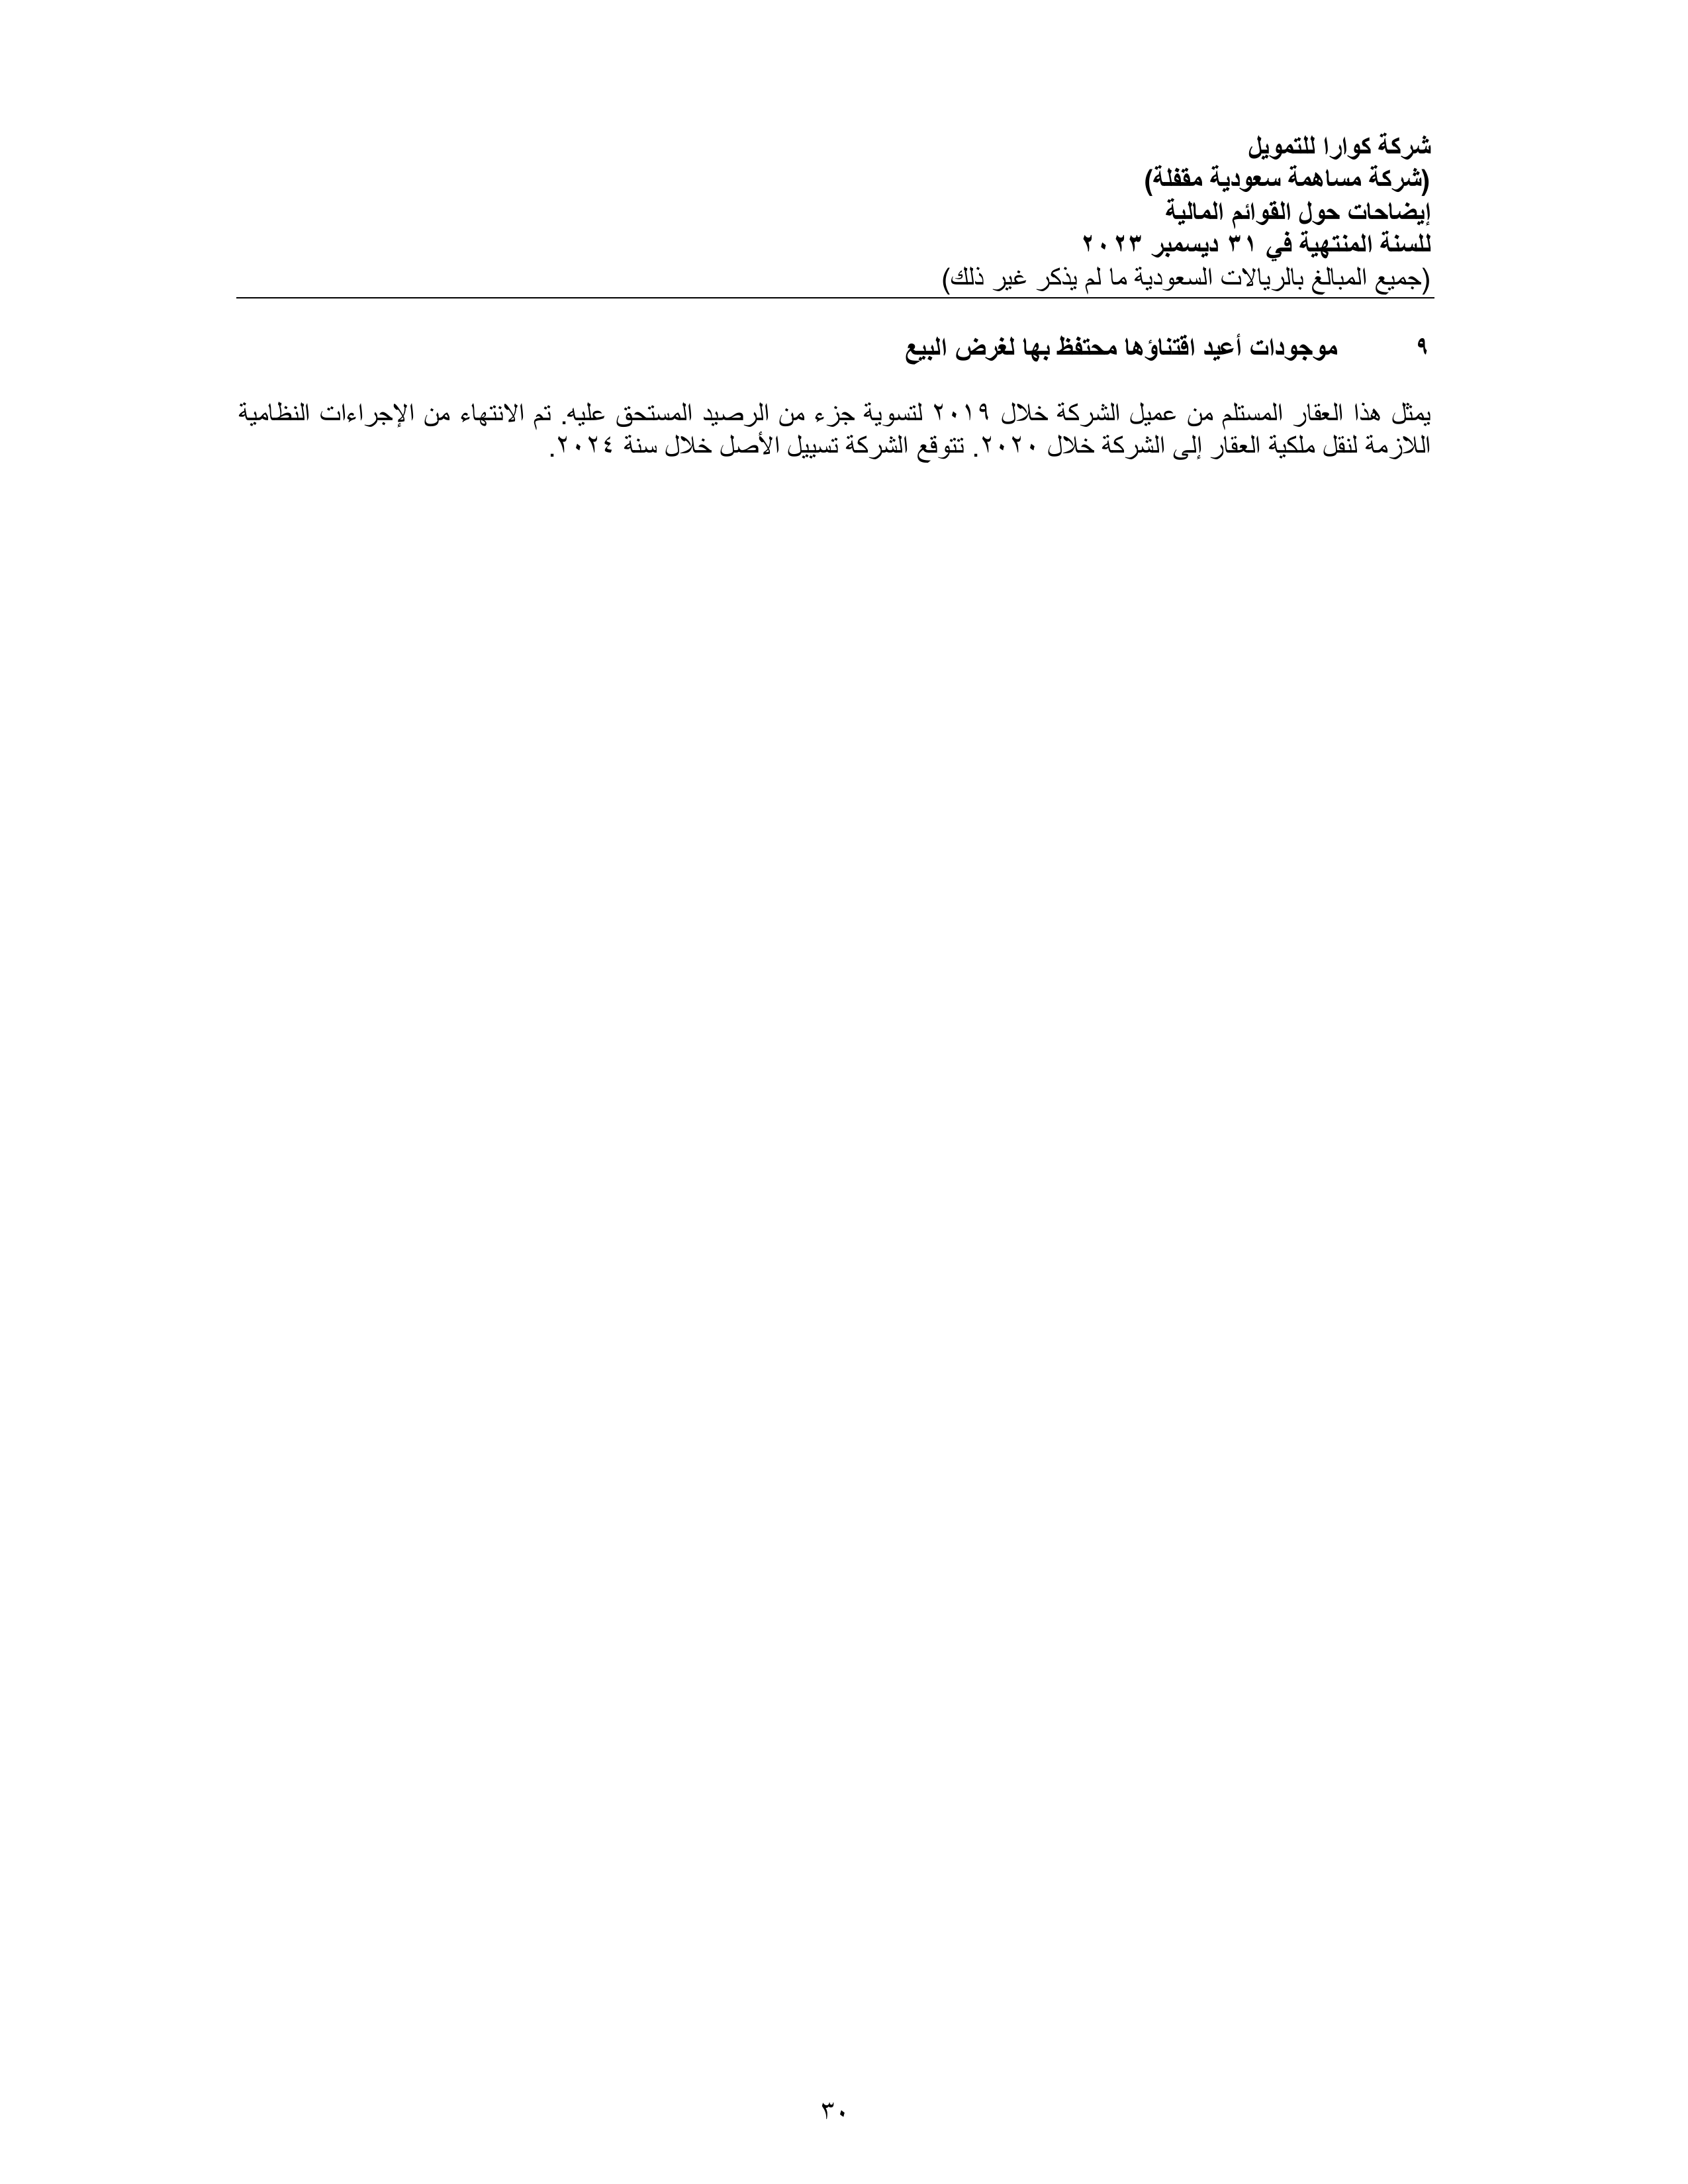 شركة كوارا للتمويل
(شركة مساهمة سعودية مقفلة)
إيضاحات حول القوائم المالية
للسنة المنتهية في ٣١ ديسمبر ٢٠٢٣
(جميع المبالغ بالريالات السعودية ما لم يذكر غير ذلك)
٩ موجودات أعيد اقتناؤها محتفظ بها لغرض البيع
يمثل هذا العقار المستلم من عميل الشركة خلال ٢٠١٩ لتسوية جزء من الرصيد المستحق عليه. تم الانتهاء من الإجراءات النظامية
اللازمة لنقل ملكية العقار إلى الشركة خلال ٢٠٢٠. تتوقع الشركة تسييل الأصل خلال سنة ٢٠٢٤.
٣٠